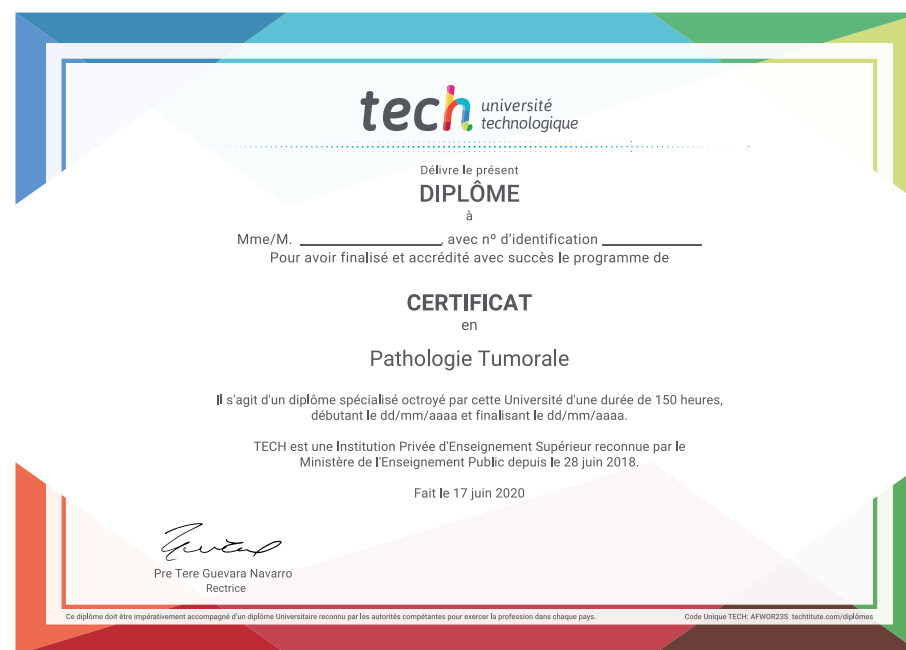 tech université
technologique
Délivre le présent
DIPLÔME
à
Mme/M. ____________________, avec nº d'identification ______________
Pour avoir finalisé et accrédité avec succès le programme de
CERTIFICAT
en
Pathologie Tumorale
Il s'agit d'un diplôme spécialisé octroyé par cette Université d'une durée de 150 heures,
débutant le dd/mm/aaaa et finalisant le dd/mm/aaaa.
TECH est une Institution Privée d'Enseignement Supérieur reconnue par le
Ministère de l'Enseignement Public depuis le 28 juin 2018.
Fait le 17 juin 2020
Pre Tere Guevara Navarro
Rectrice
Ce diplôme doit être impérativement accompagné d'un diplôme Universitaire reconnu par les autorités compétantes pour exercer la profession dans chaque pays.
Code Unique TECH: AFWOR23S techtitute.com/diplômes